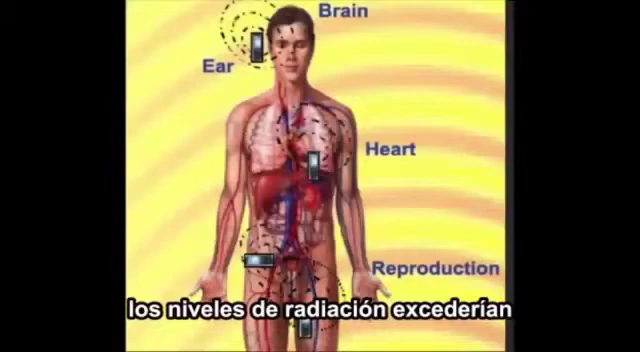 Brain
Ear
Heart
Reproduction
los niveles de radiación excederían